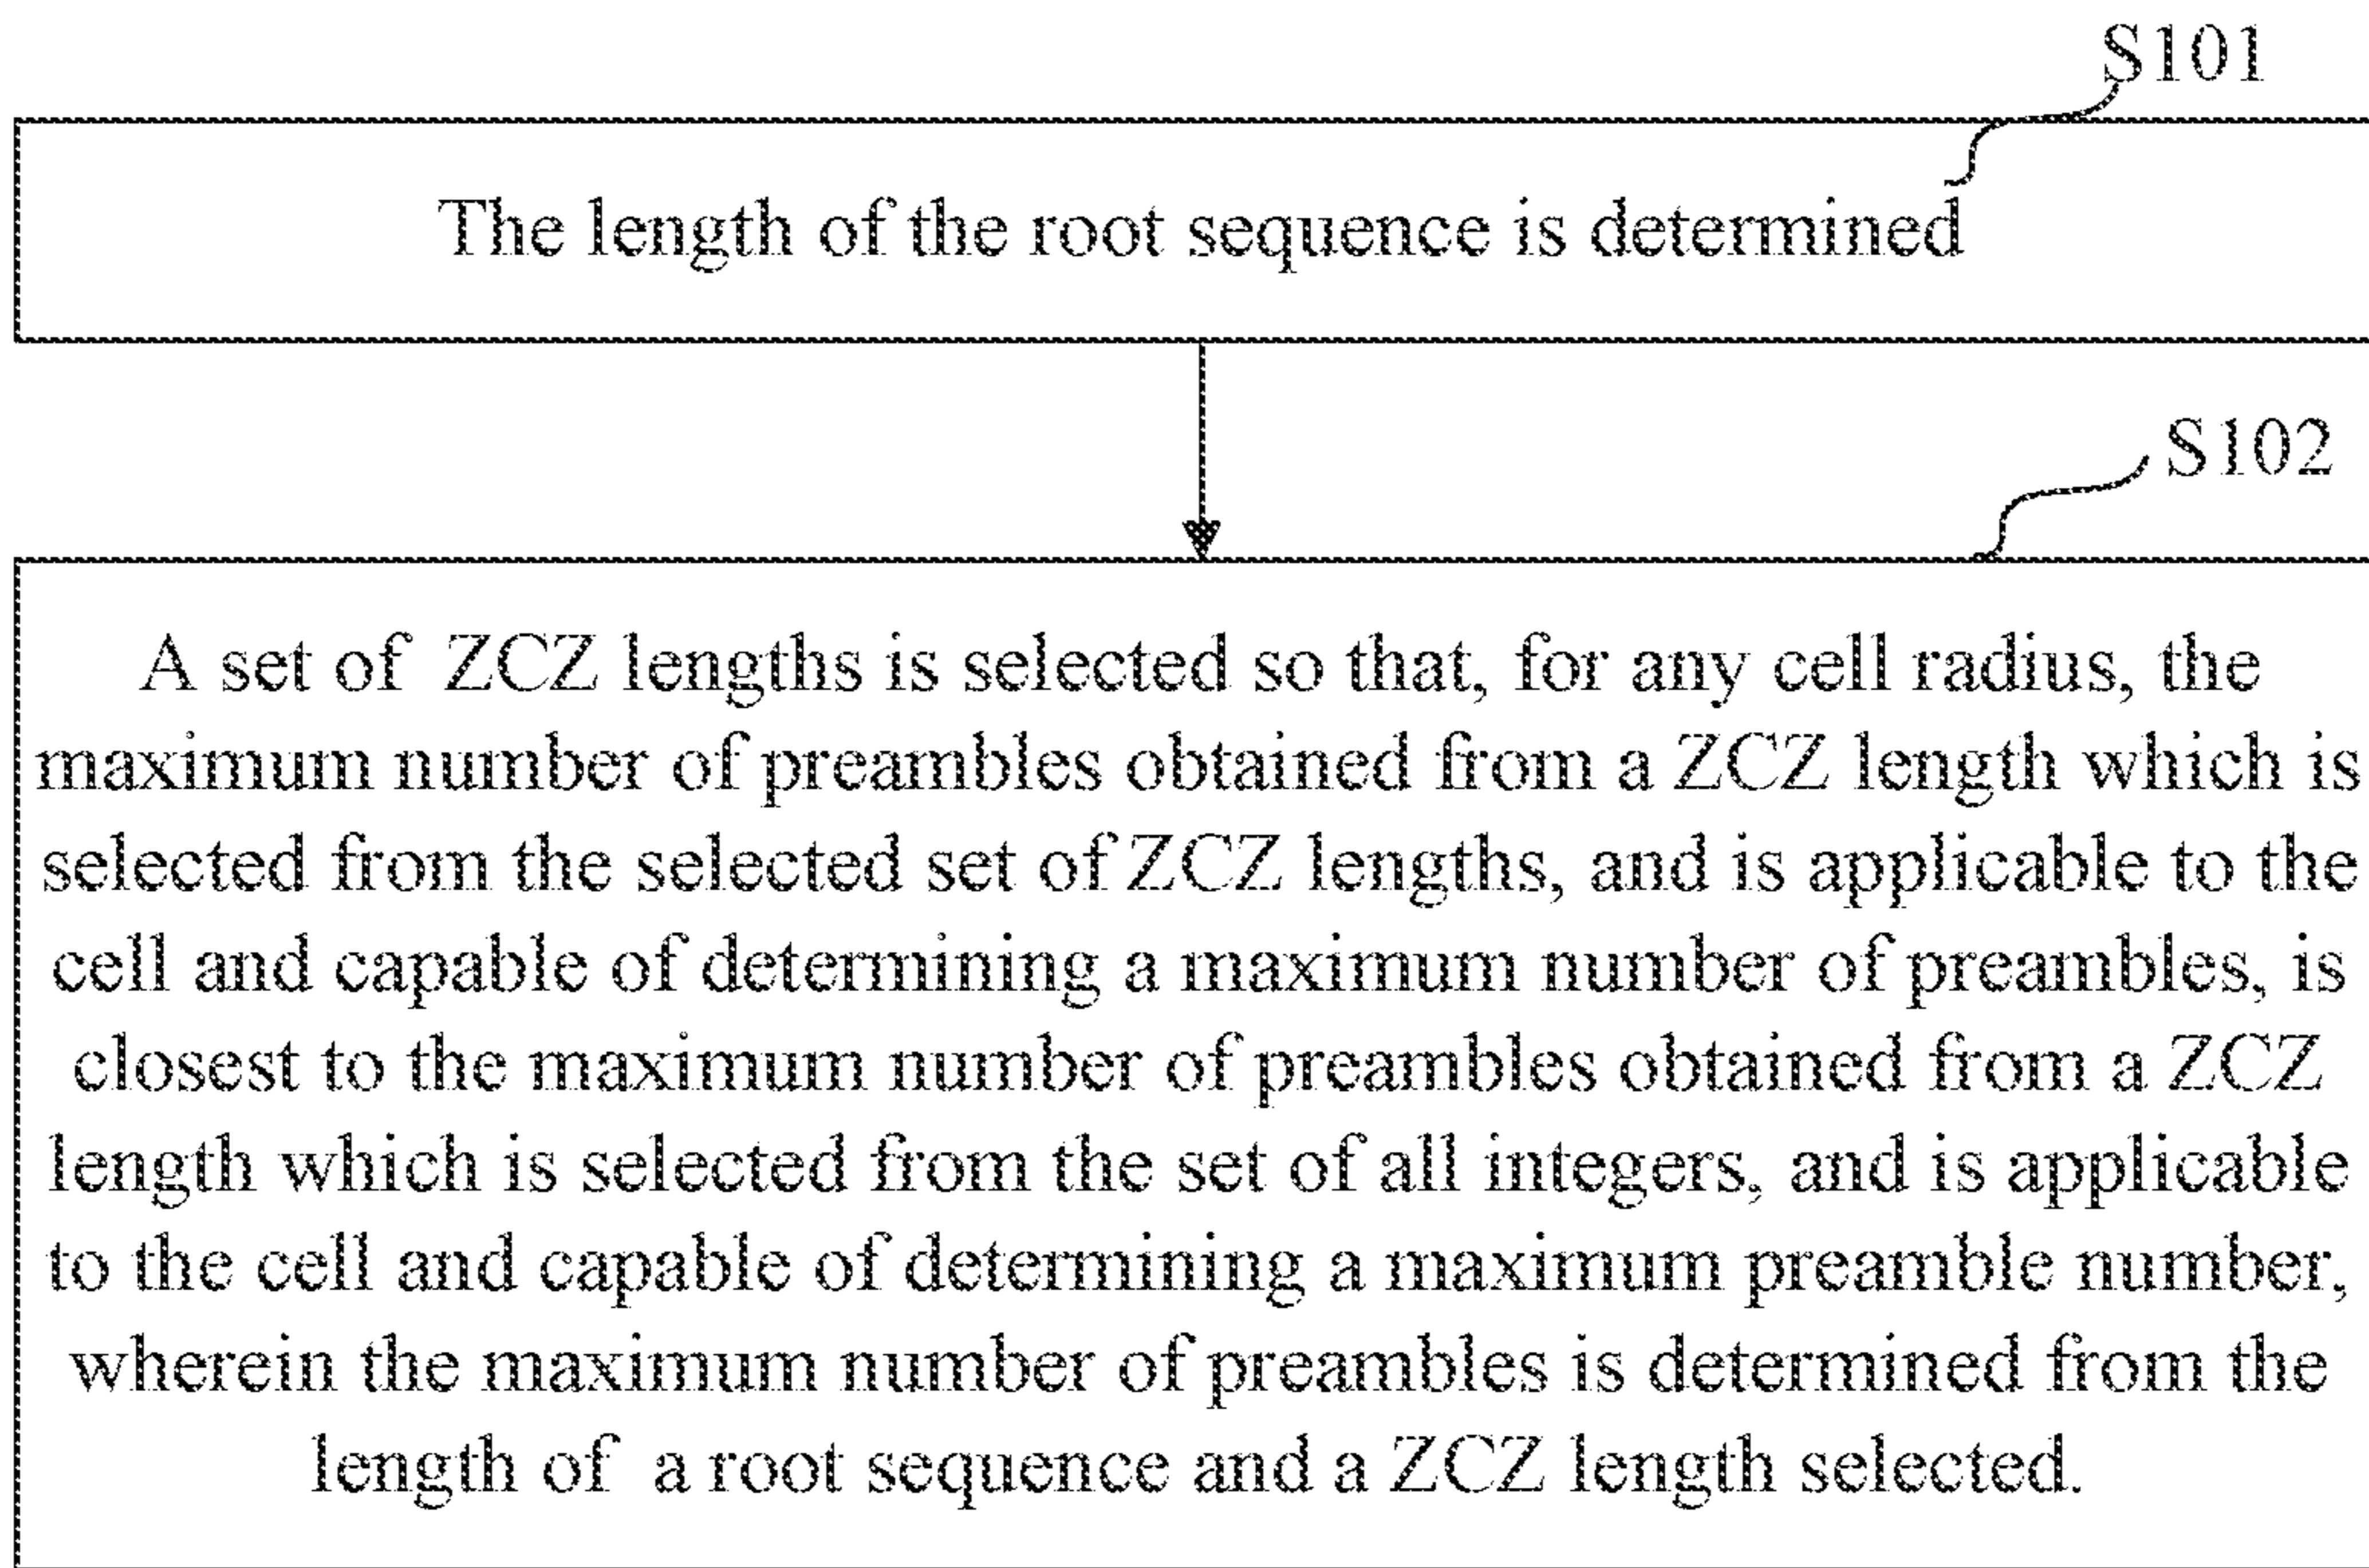 S101
The length of the root sequence is determined
S102
A set of ZCZ lengths is selected so that, for any cell radius, the
maximum number of preambles obtained from a ZCZ length which is
selected from the selected set of ZCZ lengths, and is applicable to the
cell and capable of determining a maximum number of preambles, is
closest to the maximum number of preambles obtained from a ZCZ
length which is selected from the set of all integers, and is applicable
to the cell and capable of determining a maximum preamble number,
wherein the maximum number of preambles is determined from the
length of a root sequence and a ZCZ length selected.